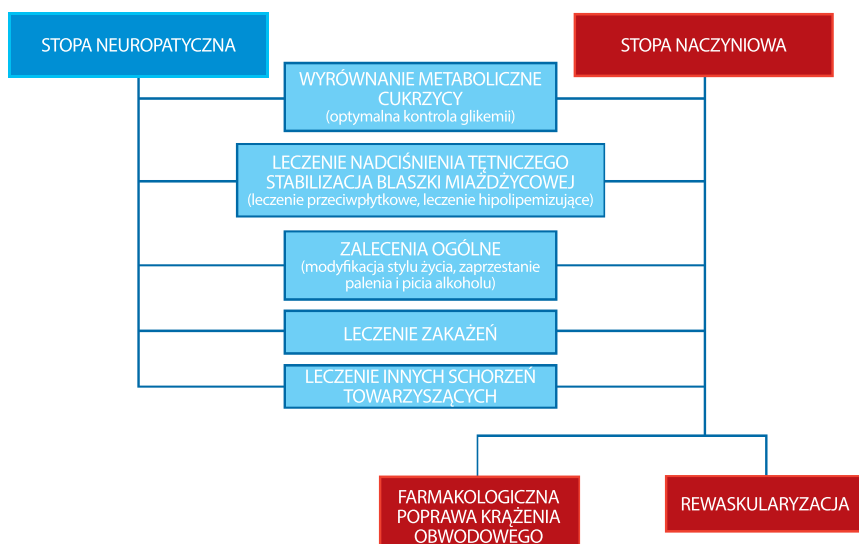 STOPA NEUROPATYCZNA
STOPA NACZYNIOWA
WYRÓWNANIE METABOLICZNE
CUKRZYCY
(optymalna kontrola glikemii)
LECZENIE NADCIŚNIENIA TĘTNICZEGO
STABILIZACJA BLASZKI MIAŻDŻYCOWEJ
(leczenie przeciwpłytkowe, leczenie hipolipemizujące)
ZALECENIA OGÓLNE
(modyfikacja stylu życia, zaprzestanie
palenia i picia alkoholu)
LECZENIE ZAKAŻEŃ
LECZENIE INNYCH SCHORZEŃ
TOWARZYSZĄCYCH
FARMAKOLOGICZNA
POPRAWA KRĄŻENIA
OBWODOWEGO
REWASKULARYZACJA